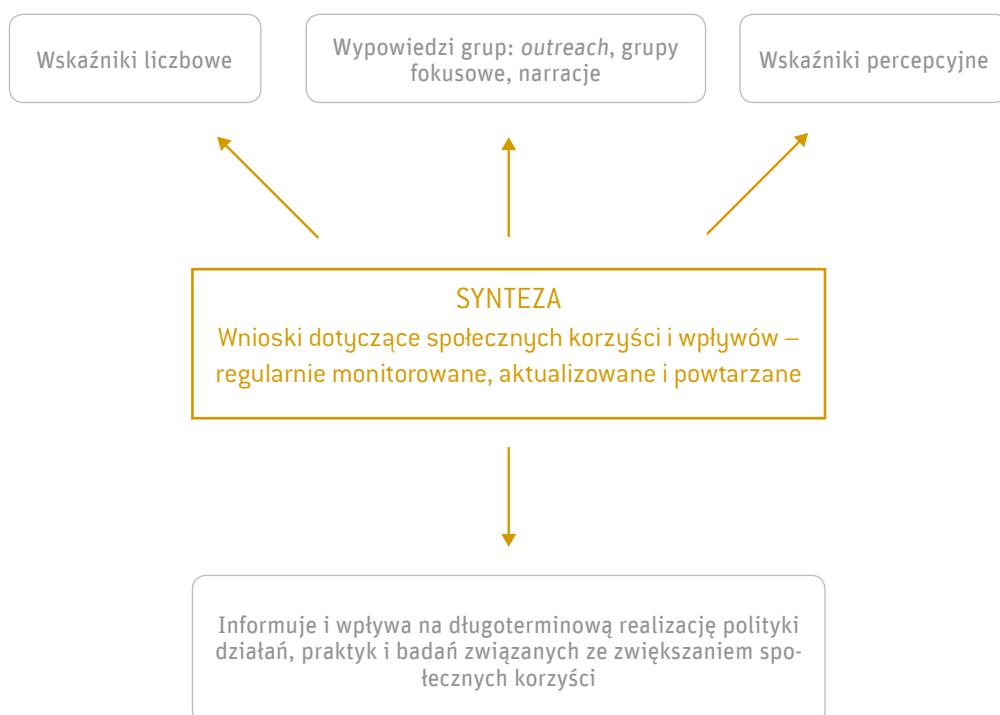 Wskaźniki liczbowe
Wypowiedzi grup: outreach, grupy
fokusowe, narracje
Wskaźniki percepcyjne
SYNTEZA
Wnioski dotyczące społecznych korzyści i wpływów –
regularnie monitorowane, aktualizowane i powtarzane
Informuje i wpływa na długoterminową realizację polityki
działań, praktyk i badań związanych ze zwiększaniem spo-
łecznych korzyści